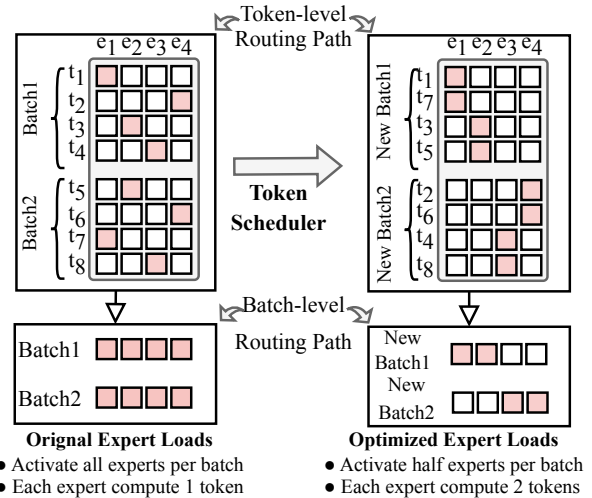 Token-level
Routing Path
e1 e2 e3 e4
Batch1
t1
t2
t3
t4
Batch2
t5
t6
t7
t8
Token
Scheduler
e1 e2 e3 e4
New Batch1
t1
t7
t3
t5
New Batch2
t2
t6
t4
t8
Batch-level
Routing Path
Batch1
Batch2
New
Batch1
New
Batch2
Orignal Expert Loads
● Activate all experts per batch
● Each expert compute 1 token
Optimized Expert Loads
● Activate half experts per batch
● Each expert compute 2 tokens